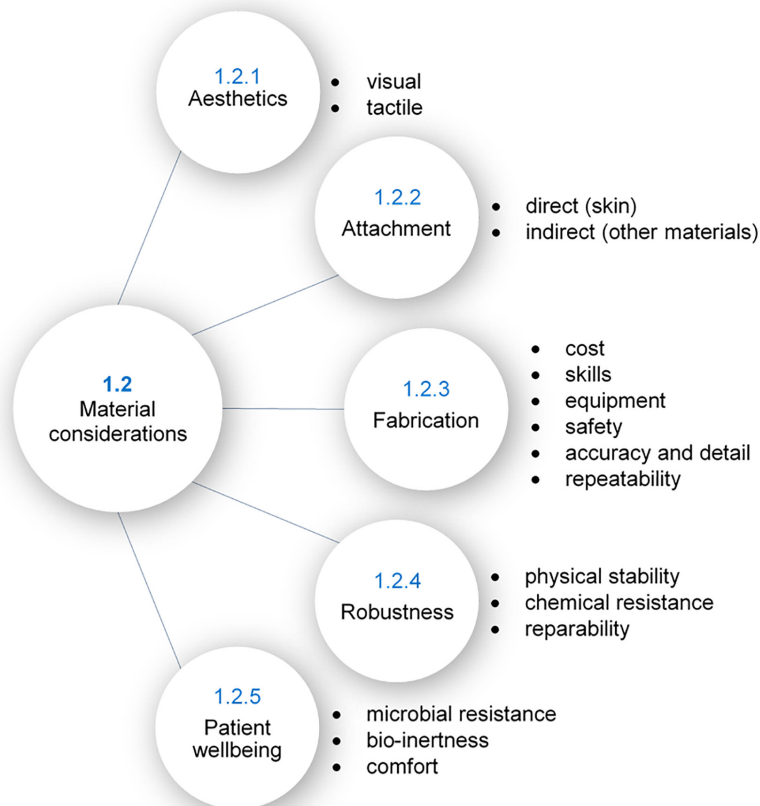 1.2.1
Aesthetics
• visual
• tactile
1.2.2
Attachment
• direct (skin)
• indirect (other materials)
1.2
Material
considerations
1.2.3
Fabrication
• cost
• skills
• equipment
• safety
• accuracy and detail
• repeatability
1.2.4
Robustness
• physical stability
• chemical resistance
• reparability
1.2.5
Patient
wellbeing
• microbial resistance
• bio-inertness
• comfort